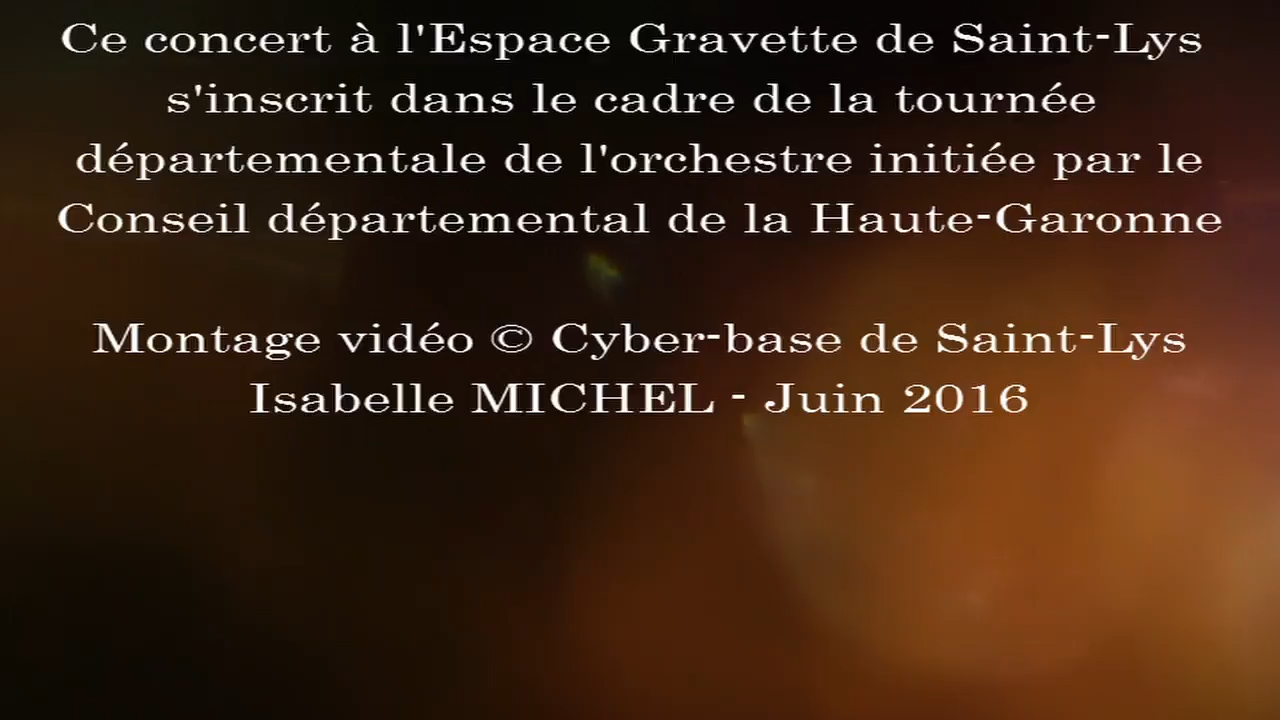 Ce concert à l'Espace Gravette de Saint-Lys
s'inscrit dans le cadre de la tournée
départementale de l'orchestre initiée par le
Conseil départemental de la Haute-Garonne
Montage vidéo © Cyber-base de Saint-Lys
Isabelle MICHEL - Juin 2016